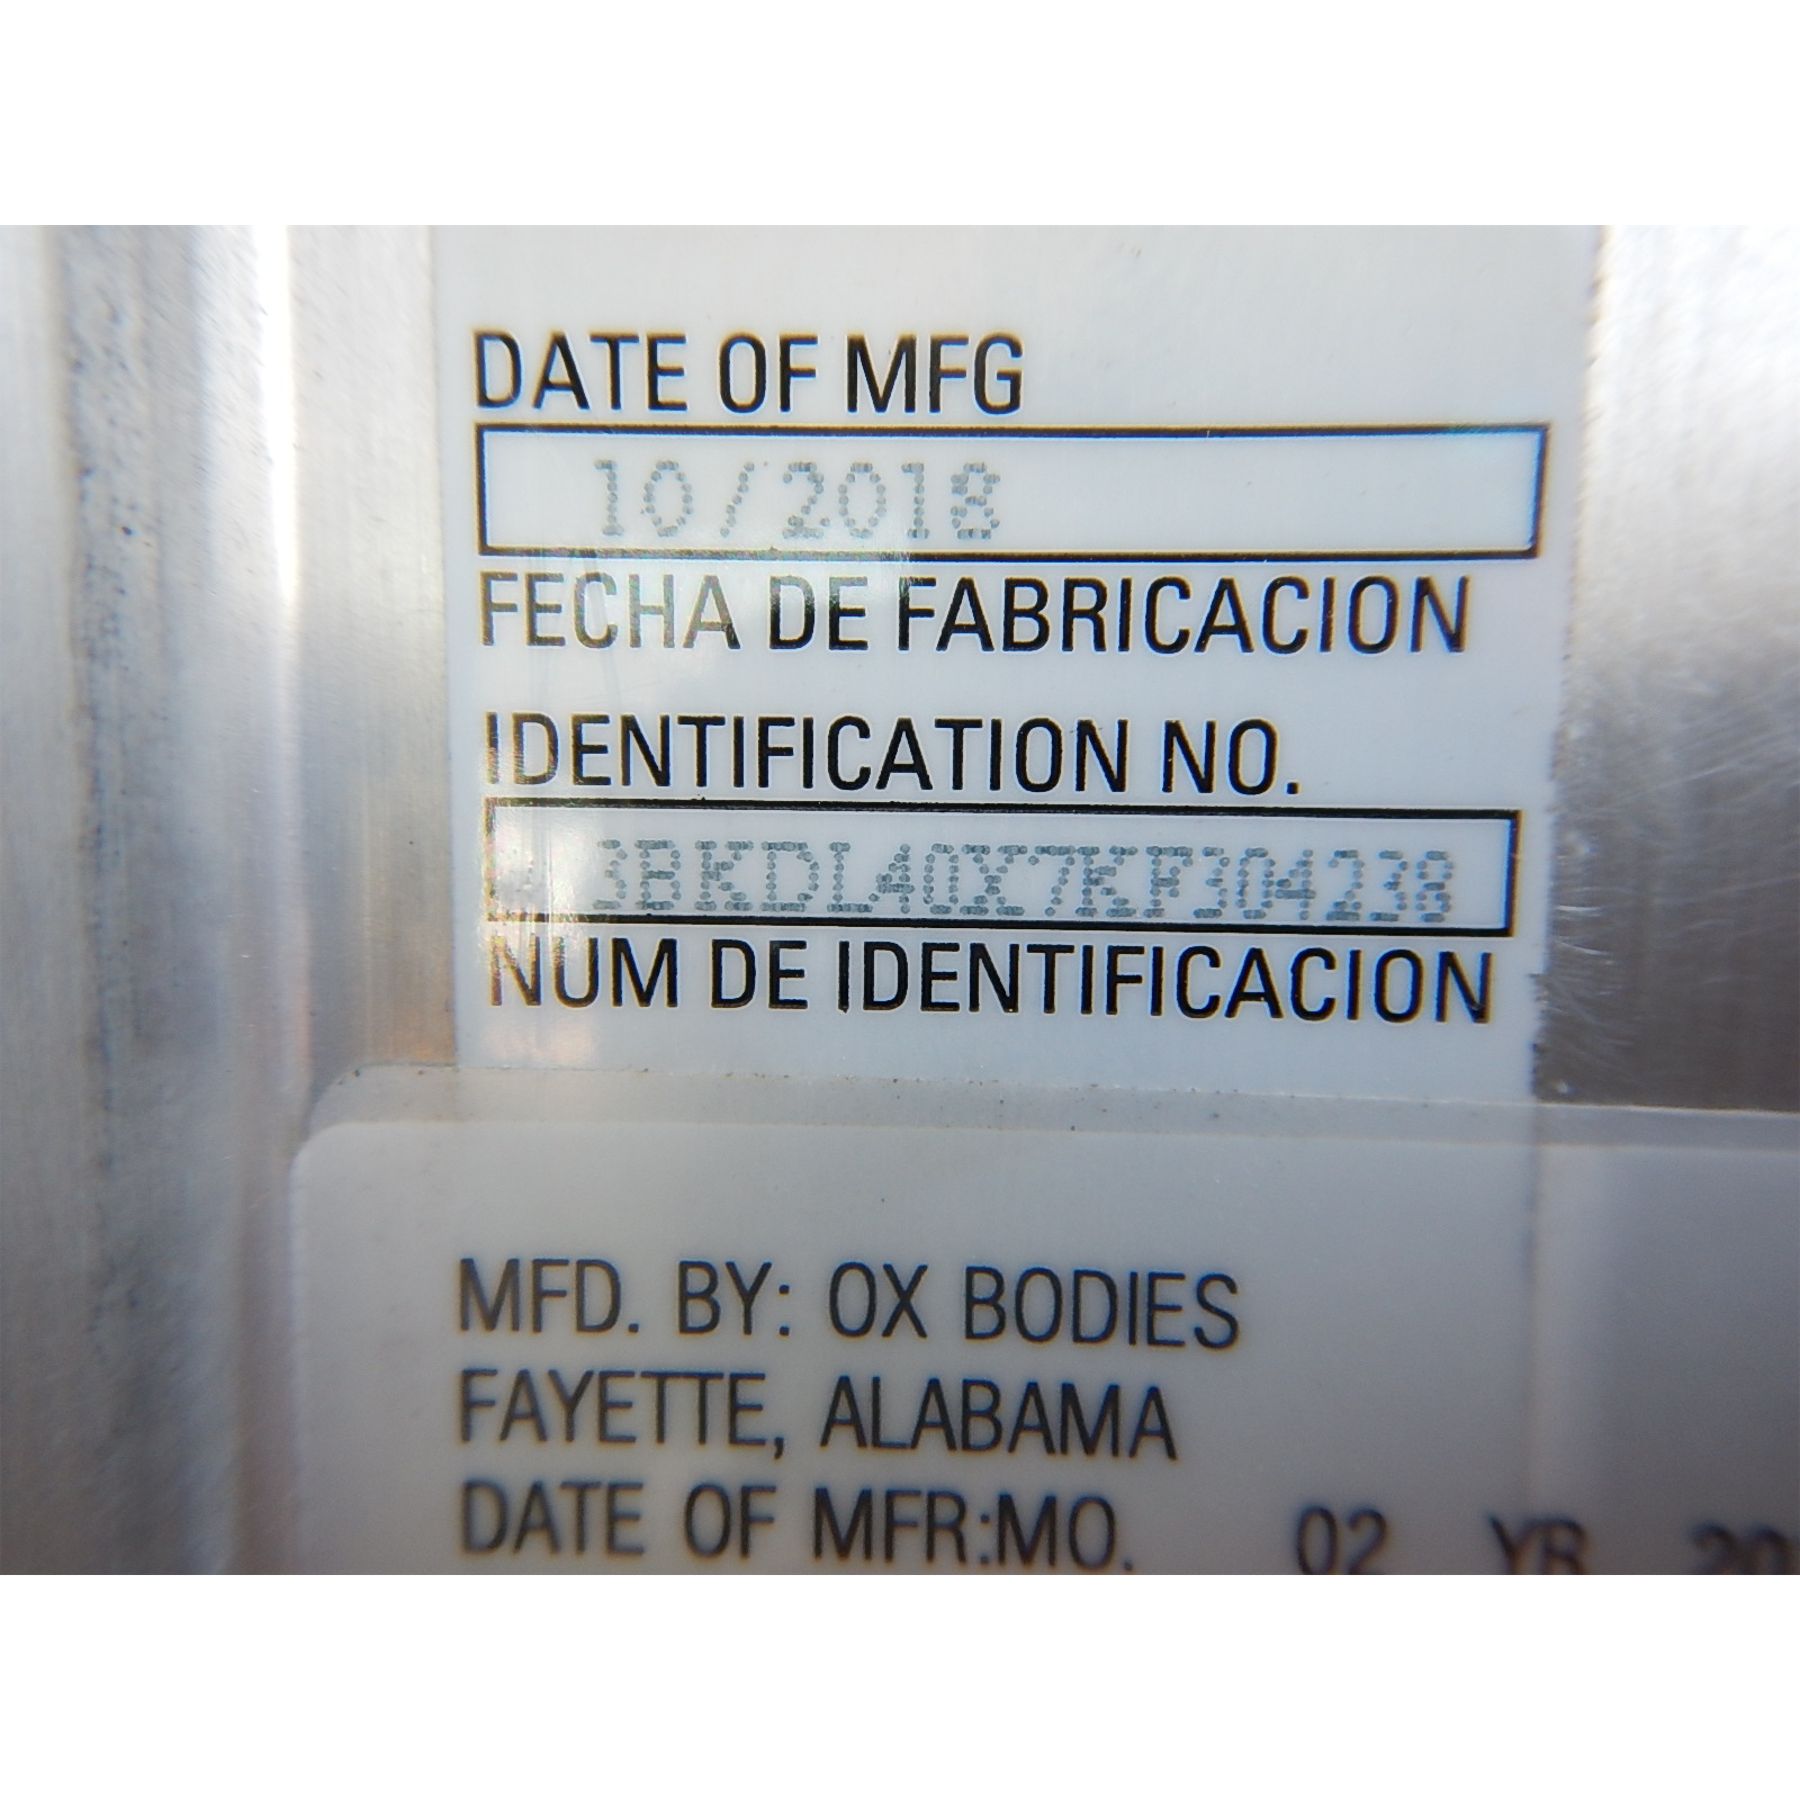 DATE OF MFG
10/2018
FECHA DE FABRICACION
IDENTIFICATION NO.
3BKDL40X7KF304238
NUM DE IDENTIFICACION
MFD. BY: OX BODIES
FAYETTE, ALABAMA
DATE OF MFR:MO. 02 YR